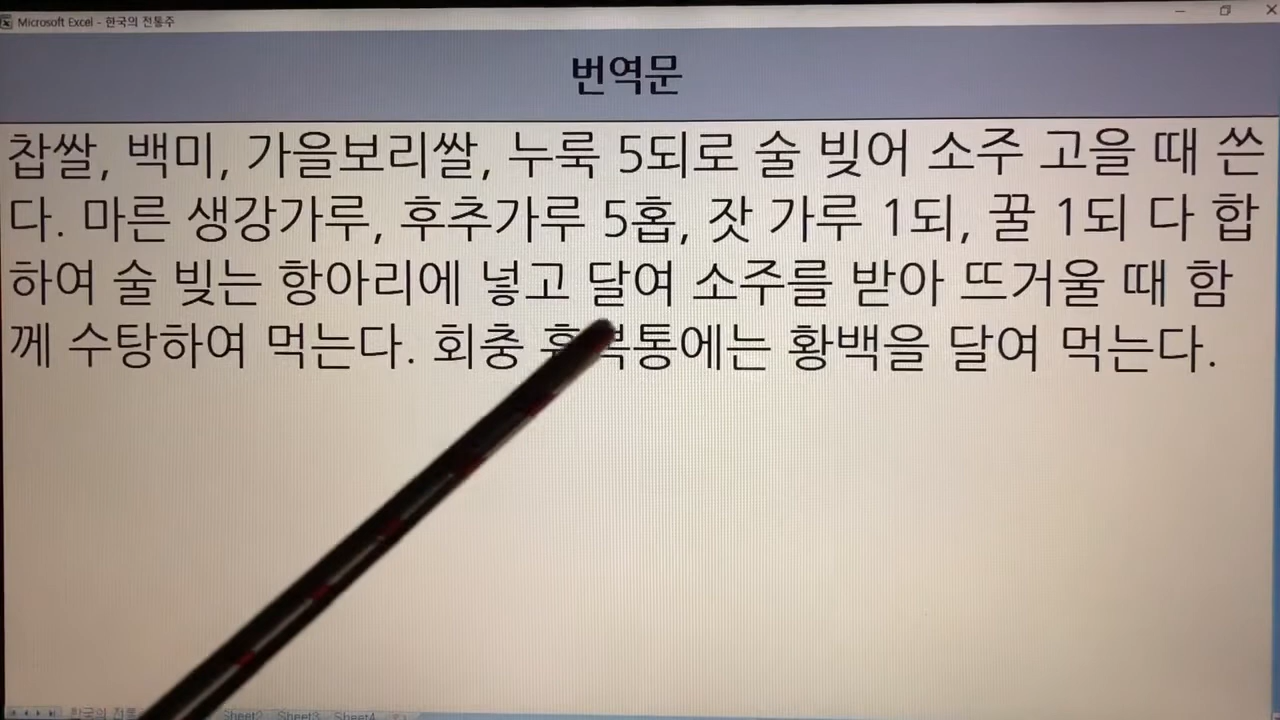 Microsoft Excel - 한국의 전통주
번역문
찹쌀, 백미, 가을보리쌀, 누룩 5되로 술 빚어 소주 고을 때 쓴
다. 마른 생강가루, 후추가루 5홉, 잣 가루 1되, 꿀 1되 다 합
하여 술 빚는 항아리에 넣고 달여 소주를 받아 뜨거울 때 함
께 수탕하여 먹는다. 회충 황백을 달여 먹는다.
한국의 전통 Sheet2 Sheet3 Sheet4